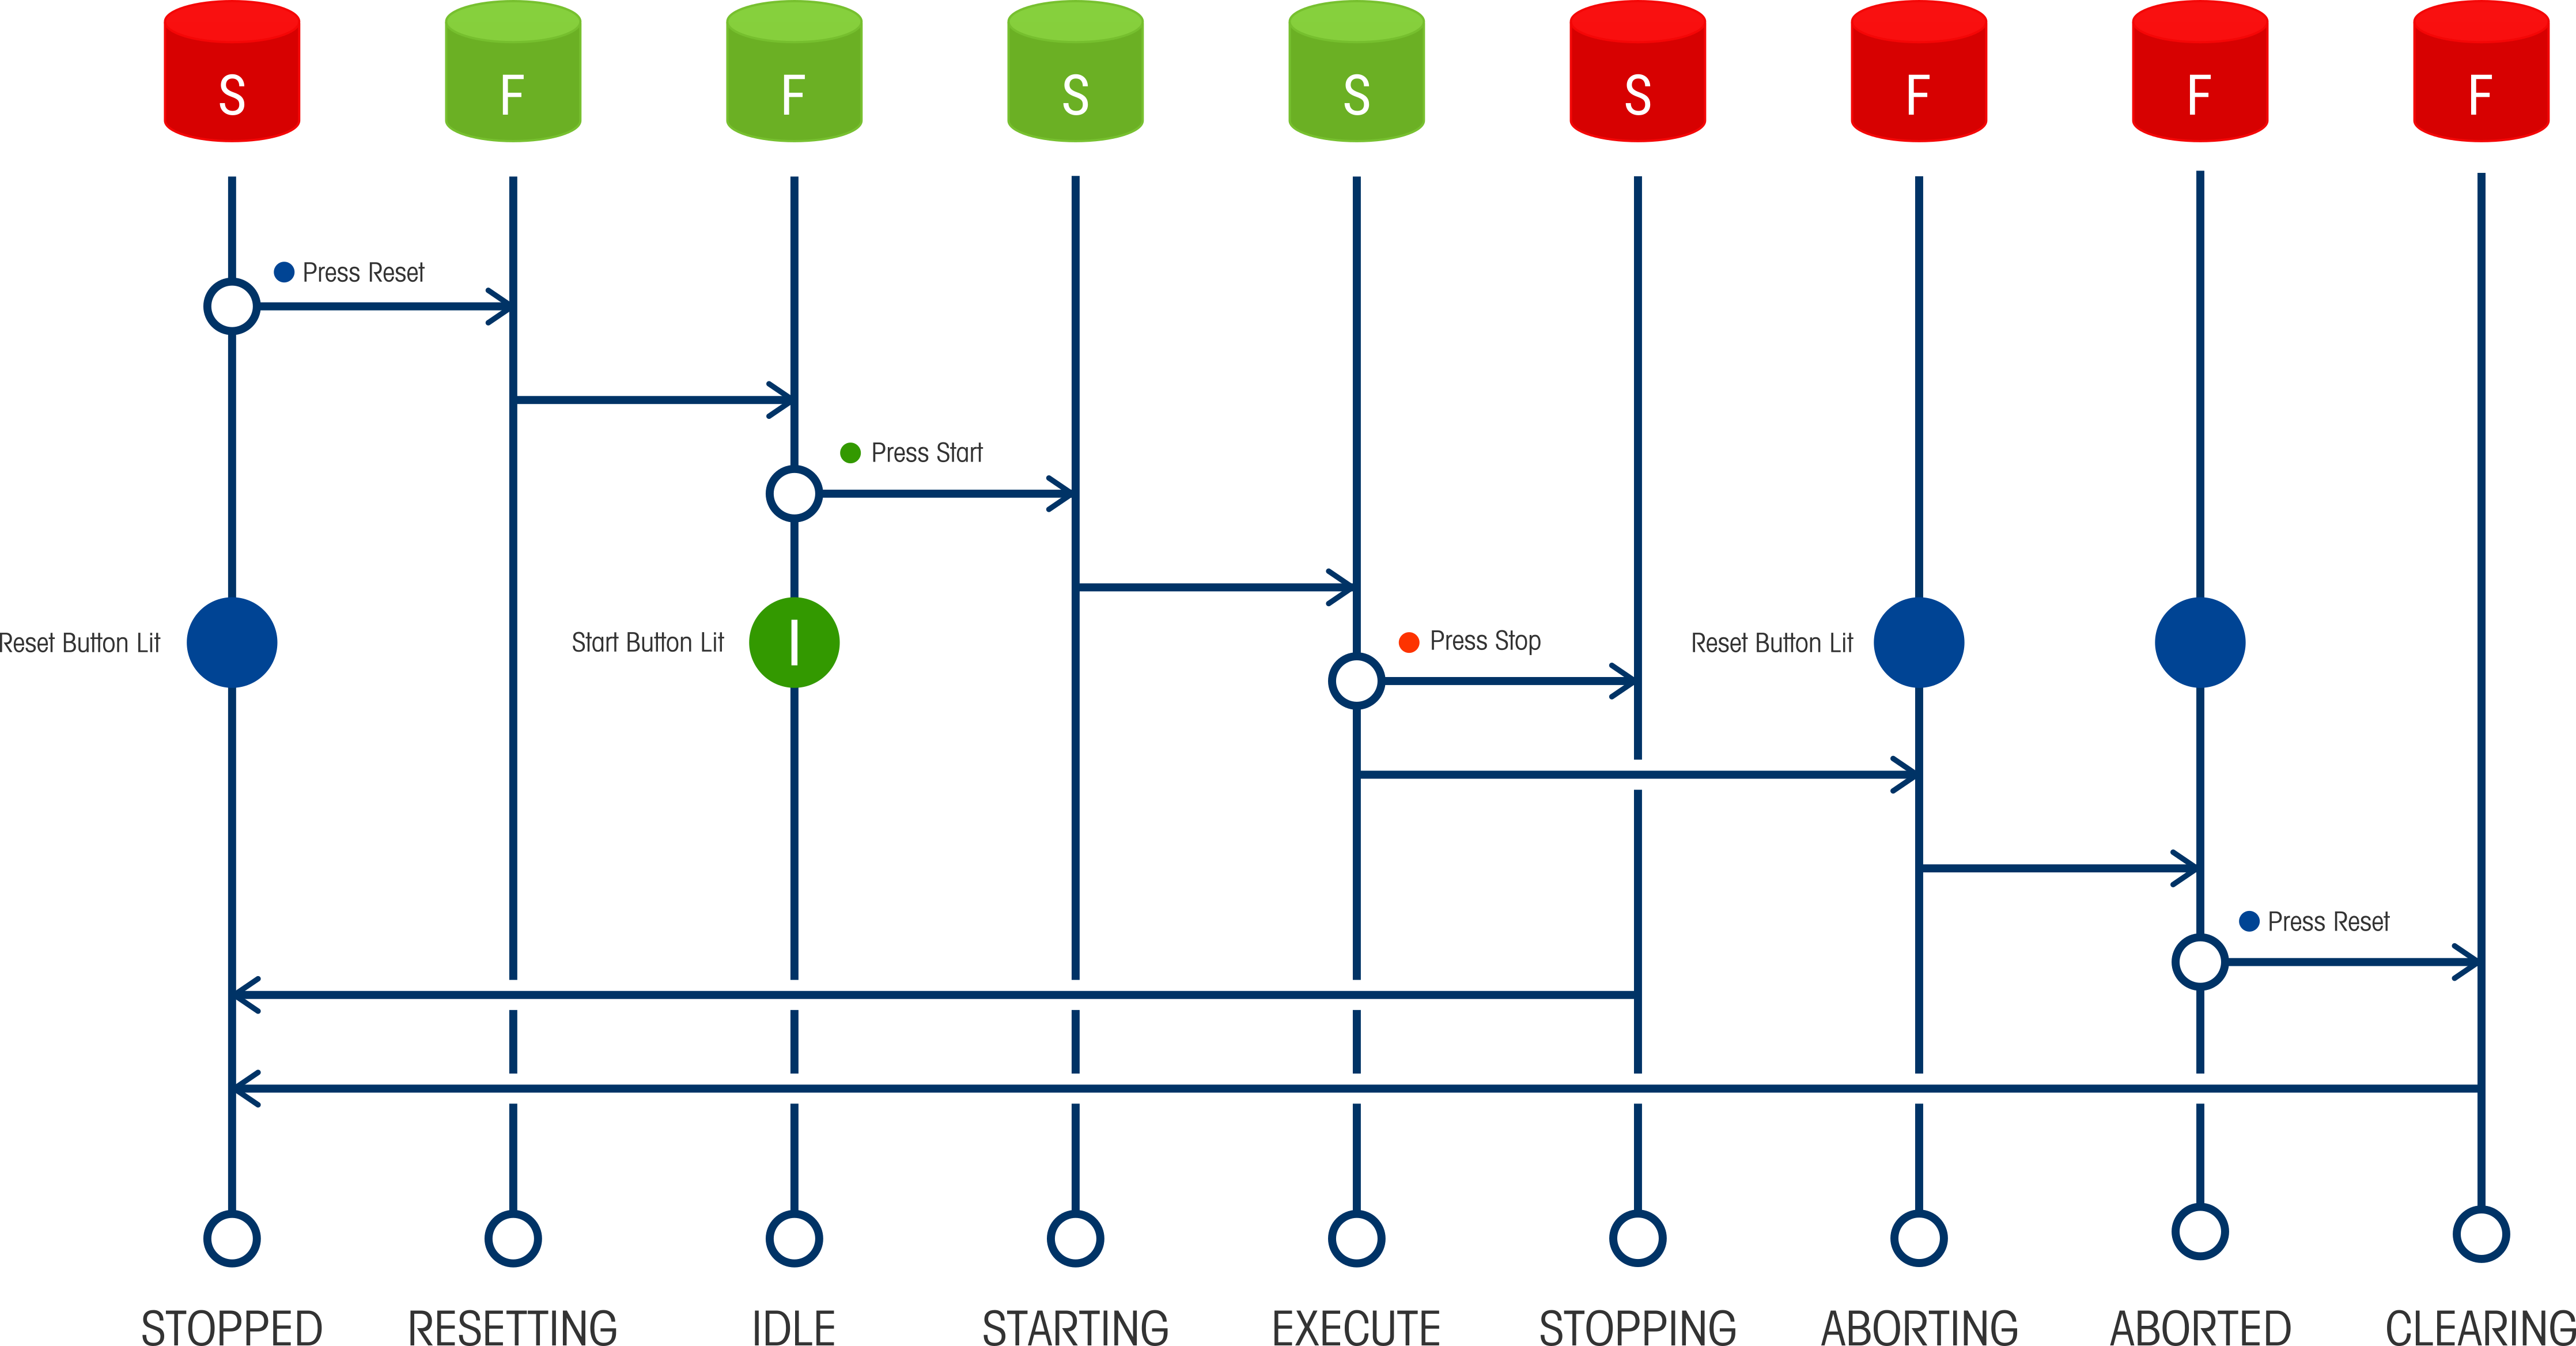 S F F S S S F F F
Press Reset
Press Start
Reset Button Lit
Start Button Lit
I
Press Stop
Reset Button Lit
Press Reset
STOPPED RESETTING IDLE STARTING EXECUTE STOPPING ABORTING ABORTED CLEARING